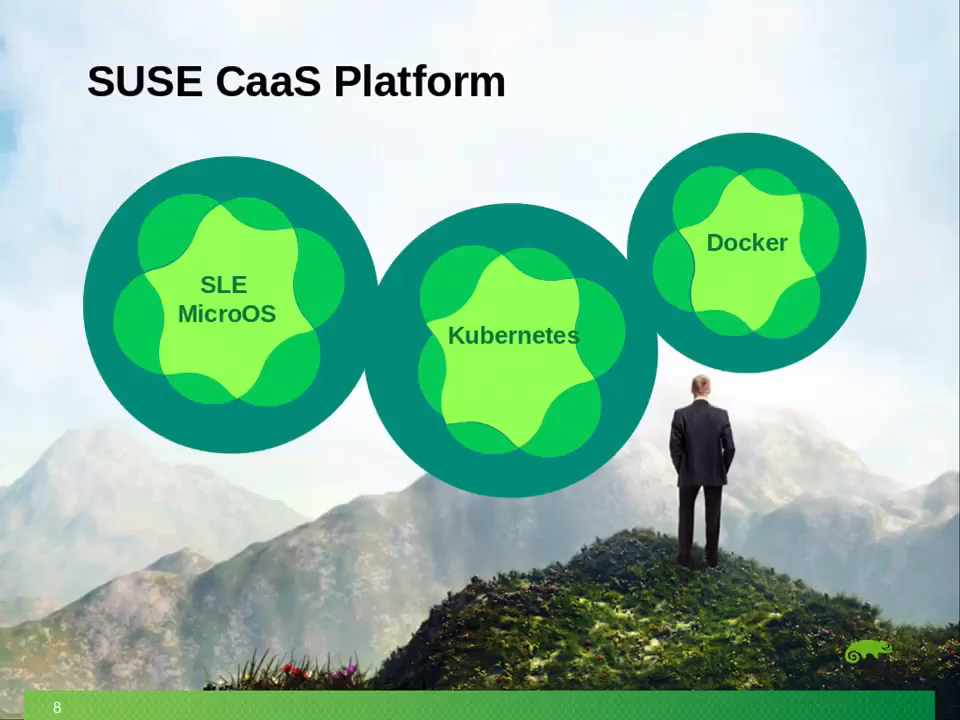 SUSE CaaS Platform
SLE
MicroOS
Kubernetes
Docker
8